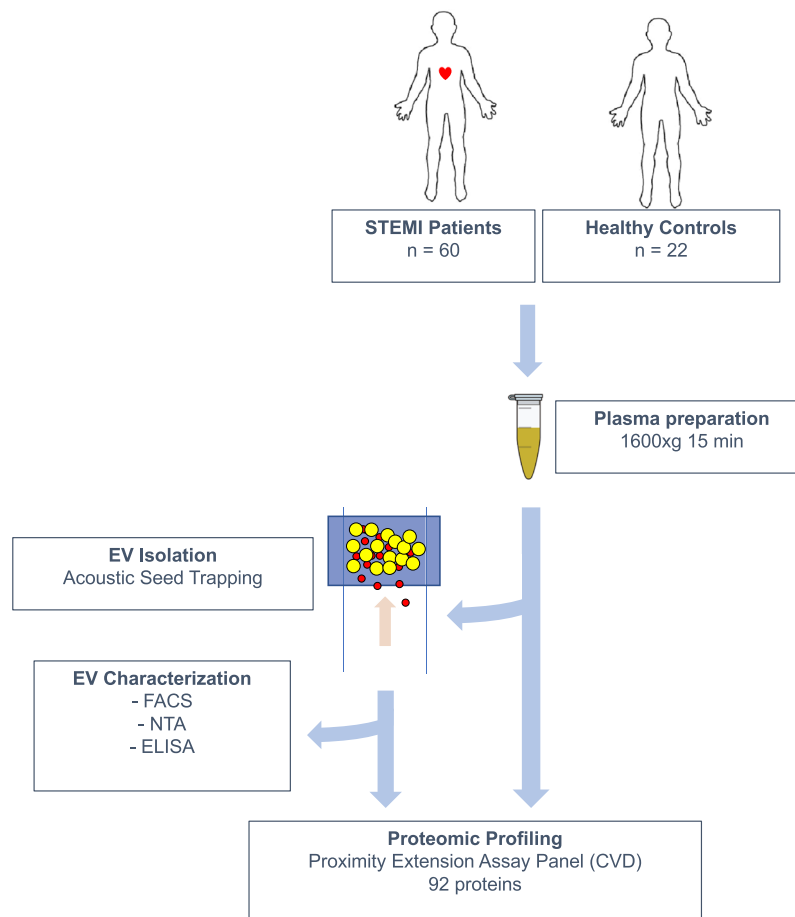 STEMI Patients
n = 60
Healthy Controls
n = 22
Plasma preparation
1600xg 15 min
EV Isolation
Acoustic Seed Trapping
EV Characterization
- FACS
- NTA
- ELISA
Proteomic Profiling
Proximity Extension Assay Panel (CVD)
92 proteins